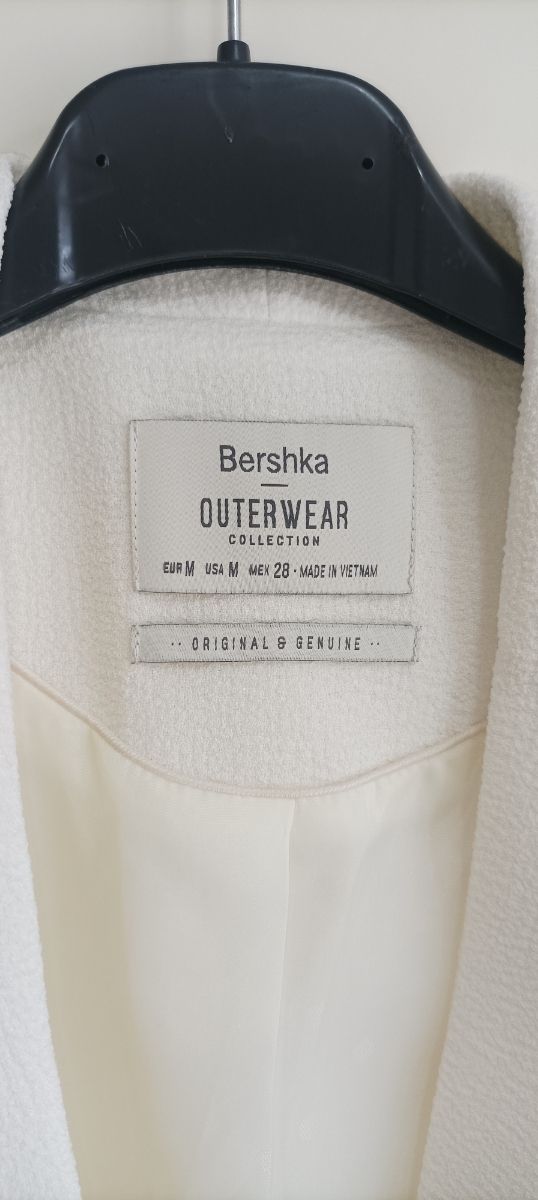 Bershka
OUTERWEAR
COLLECTION
EUR M USA M MEX 28 · MADE IN VIETNAM
·· ORIGINAL & GENUINE ··